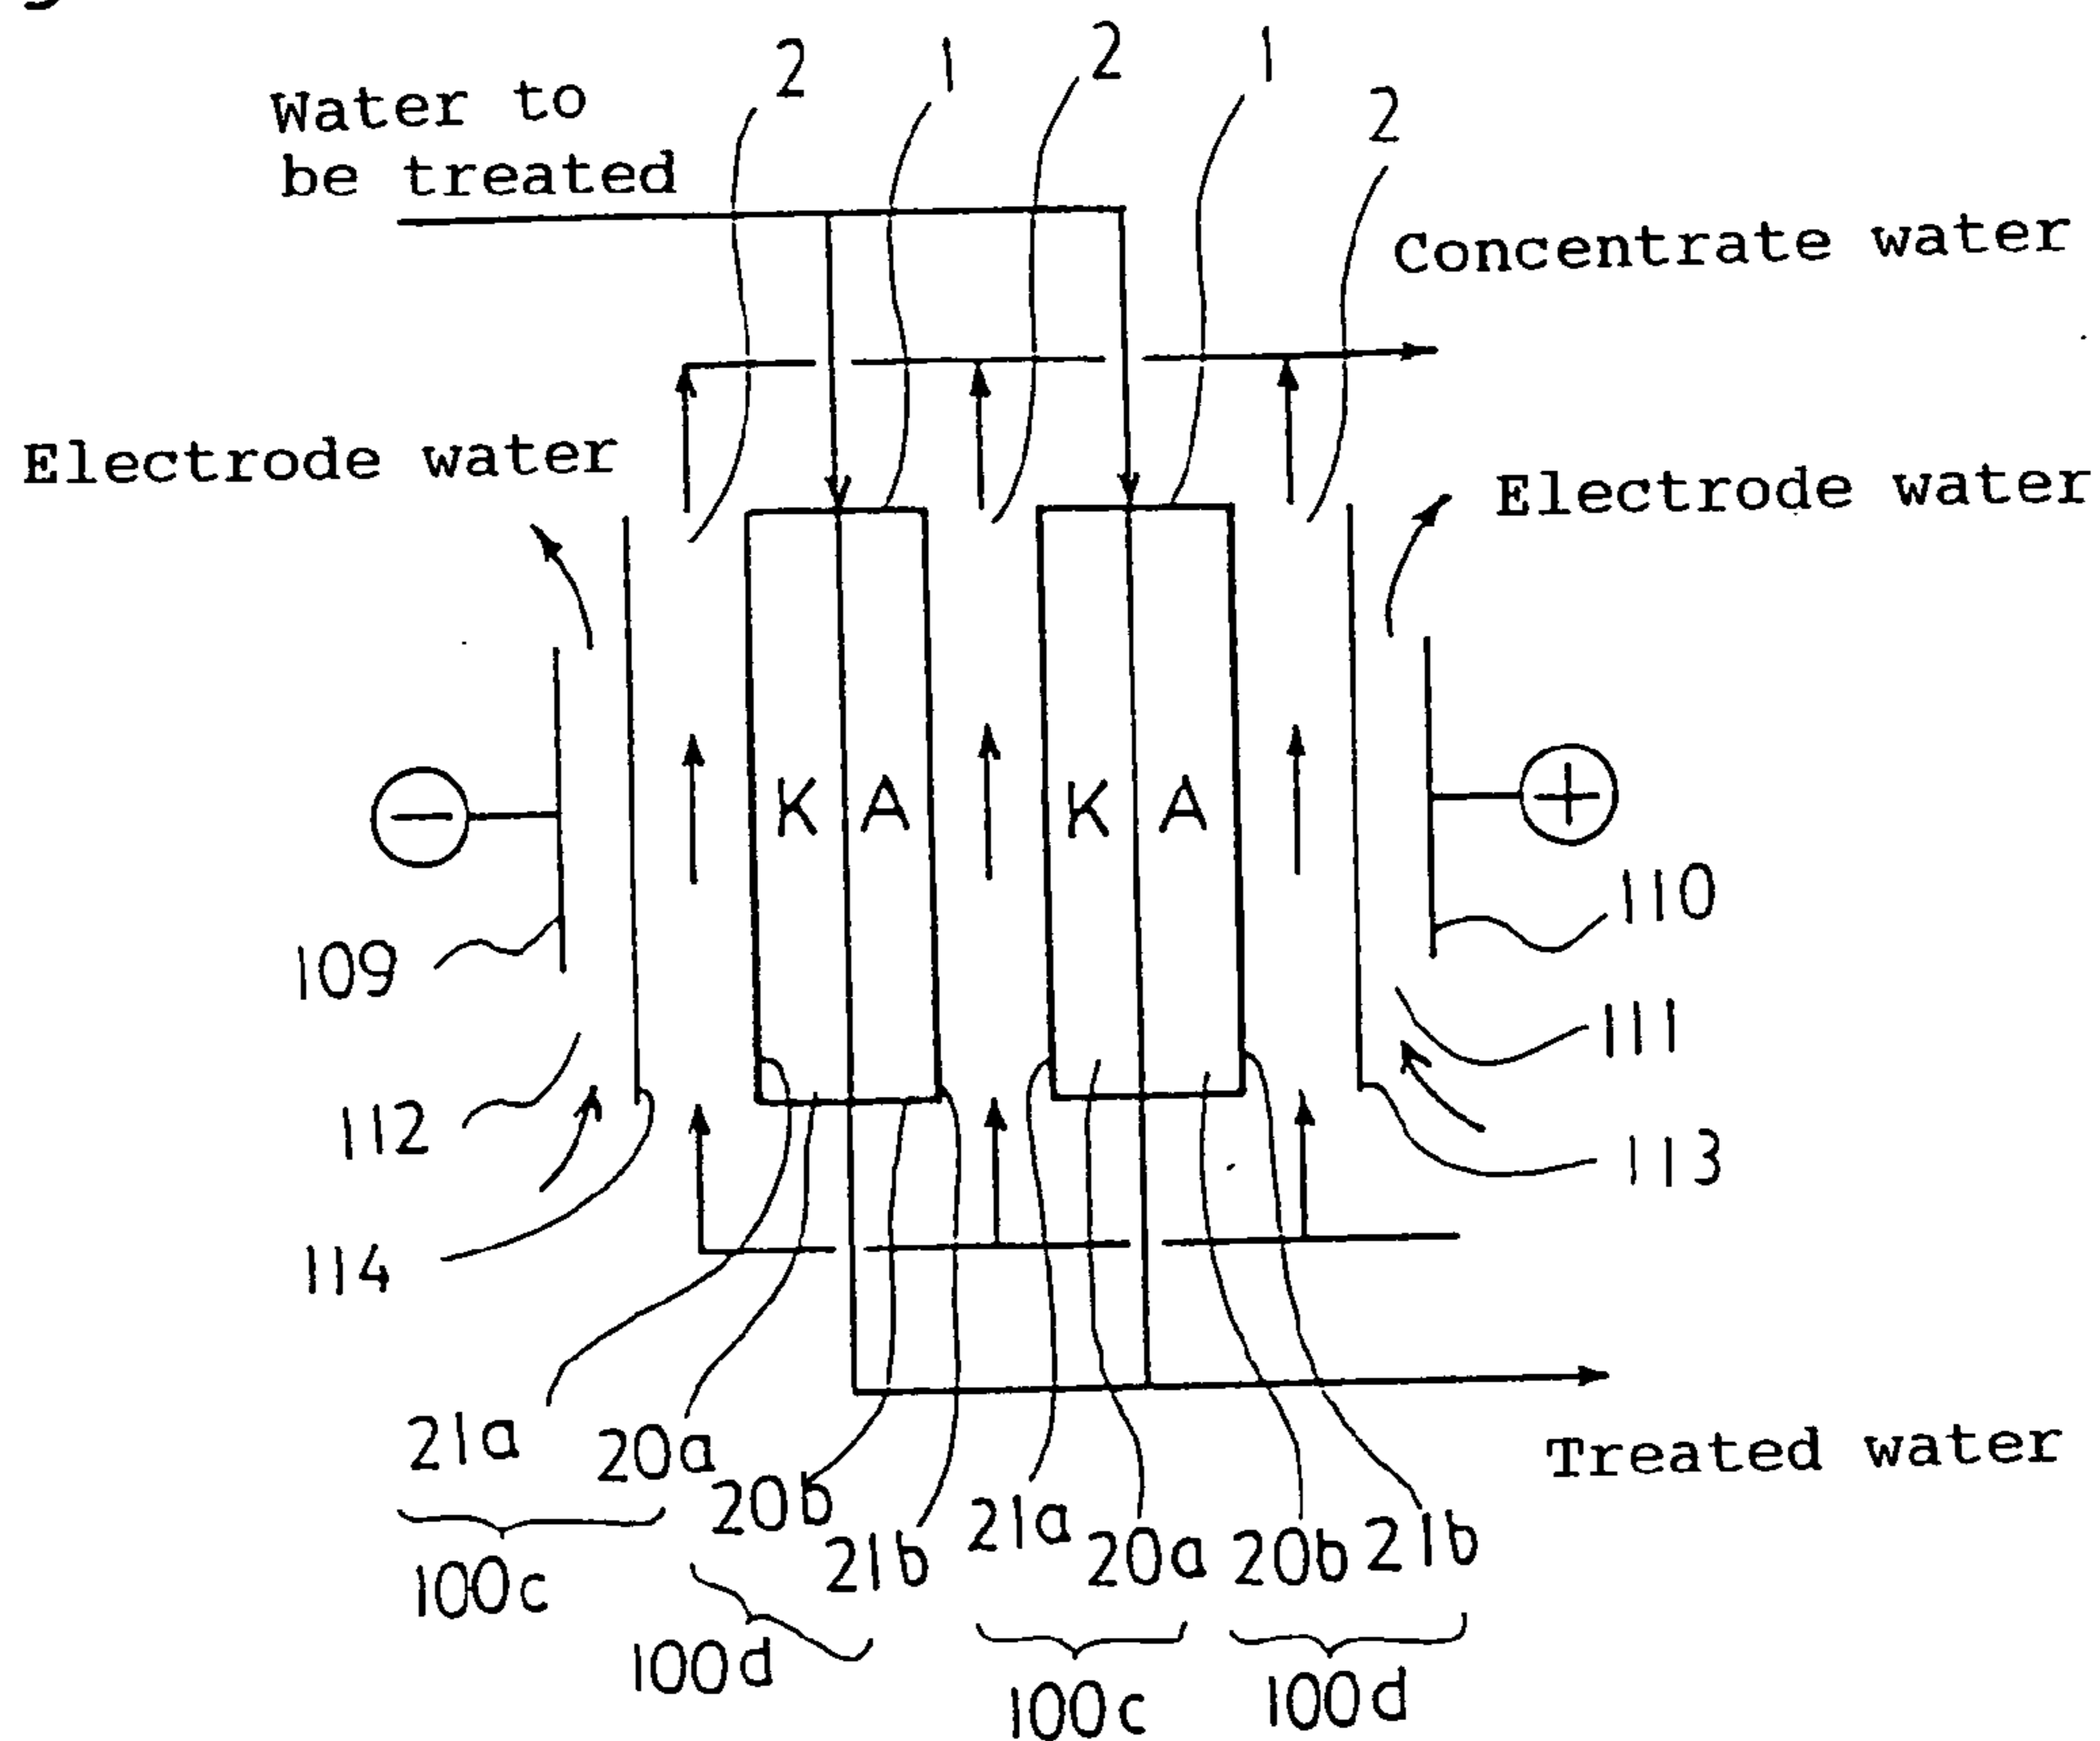 2 1 2 1 2
Water to
be treated
Concentrate water
Electrode water
Electrode water
K A K A
−
+
109
110
111
112
113
114
21a 20a 20b 21b 21a 20a 20b 21b
Treated water
100c 100d 100c 100d